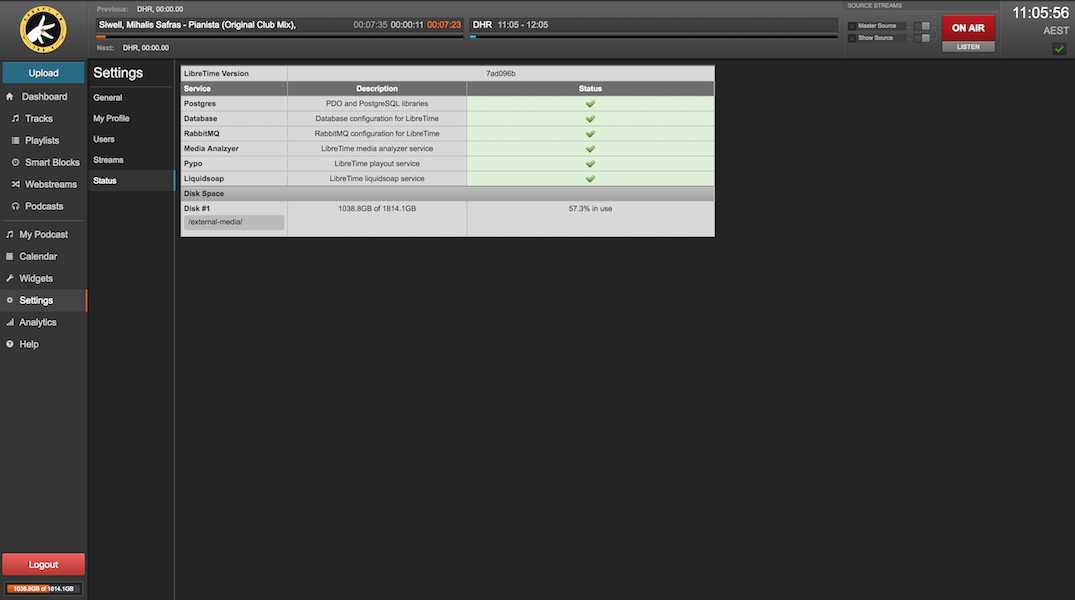 Previous: DHR, 00:00.00
Siwell, Mihalis Safras - Pianista (Original Club Mix), 00:07:35 00:00:11 00:07:23
Next: DHR, 00:00.00
DHR 11:05 - 12:05
SOURCE STREAMS
Master Source
Show Source
ON AIR
LISTEN
11:05:56
AEST
Upload
Dashboard
Tracks
Playlists
Smart Blocks
Webstreams
Podcasts
My Podcast
Calendar
Widgets
Settings
Analytics
Help
Logout
1038.8GB of 1814.1GB
Settings
General
My Profile
Users
Streams
Status
LibreTime Version 7ad096b
Service Description Status
Postgres PDO and PostgreSQL libraries
Database Database configuration for LibreTime
RabbitMQ RabbitMQ configuration for LibreTime
Media Analzyer LibreTime media analyzer service
Pypo LibreTime playout service
Liquidsoap LibreTime liquidsoap service
Disk Space
Disk #1 1038.8GB of 1814.1GB 57.3% in use
/external-media/